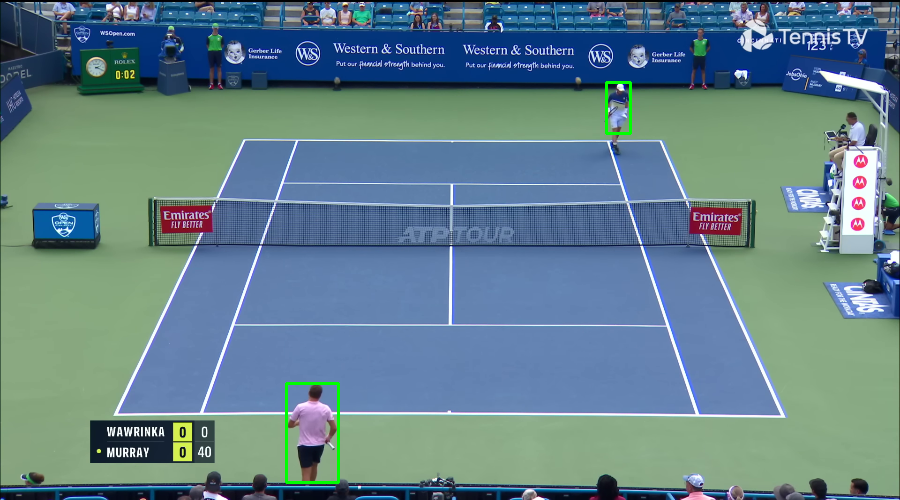 WSOpen.com
ROLEX
0:02
Gerber Life
Insurance
W&S
Western & Southern
Put our financial strength behind you.
Western & Southern
Put our financial strength behind you.
W&S
Gerber Life
Insurance
TennisTV
Emirates
FLY BETTER
ATP TOUR
Emirates
FLY BETTER
WAWRINKA 0 0
MURRAY 0 40